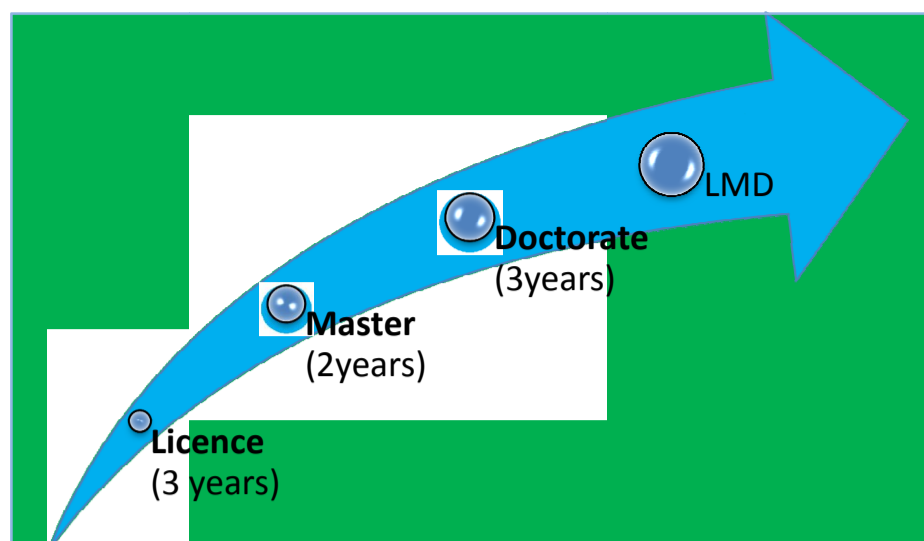 LMD
Doctorate
(3years)
Master
(2years)
Licence
(3 years)